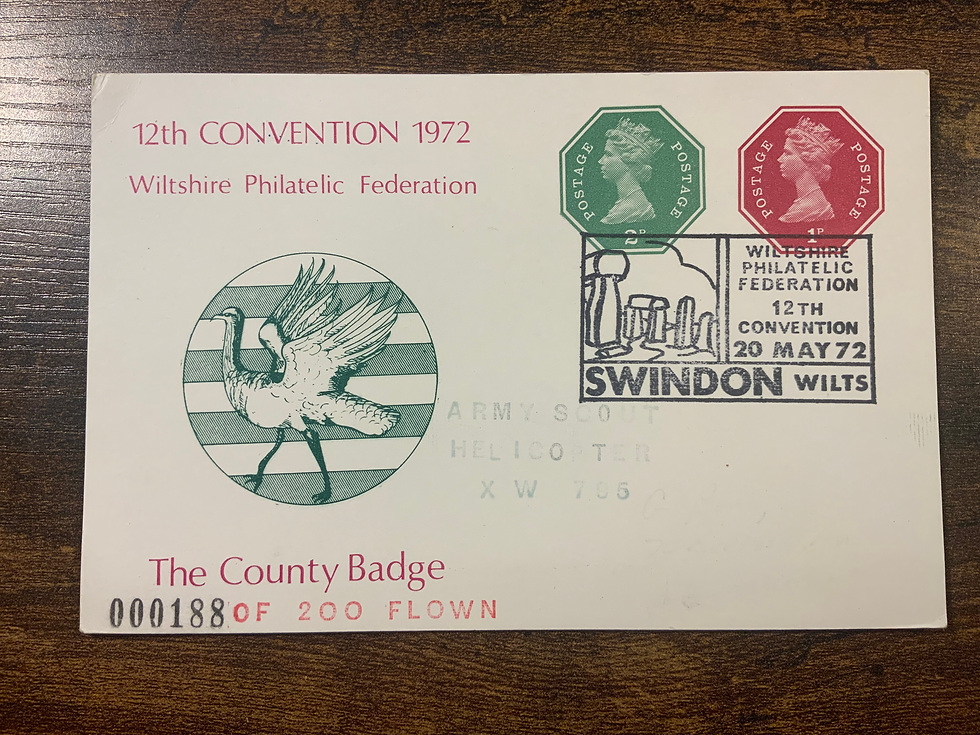 12th CONVENTION 1972
Wiltshire Philatelic Federation
POSTAGE POSTAGE
2P
POSTAGE POSTAGE
1P
WILTSHIRE
PHILATELIC
FEDERATION
12TH
CONVENTION
20 MAY 72
SWINDON WILTS
ARMY SCOUT
HELICOPTER
XW 795
The County Badge
000188 OF 200 FLOWN